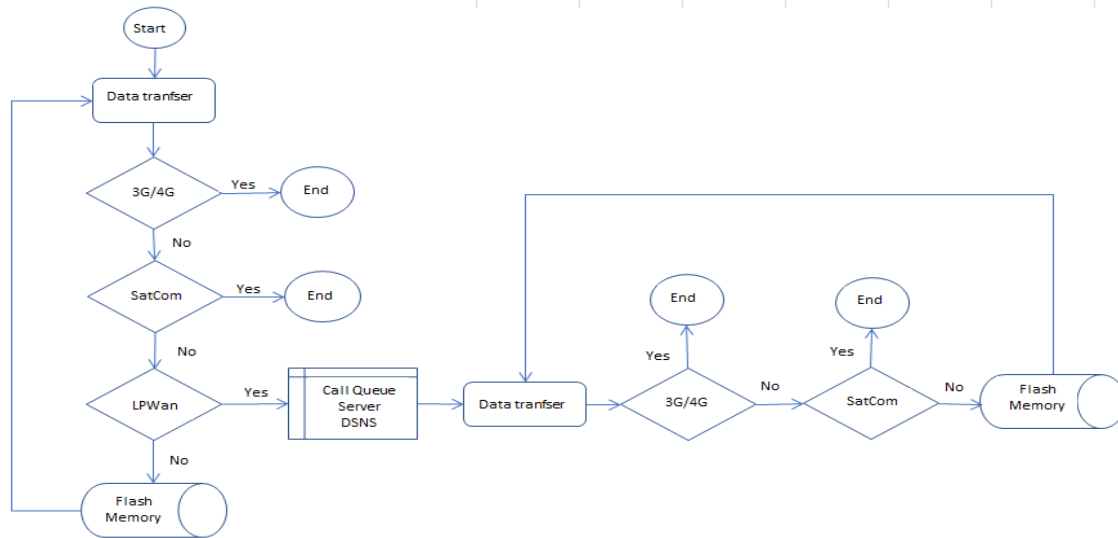 Start
Data tranfser
3G/4G
Yes
End
No
SatCom
Yes
End
No
LPWan
Yes
Call Queue
Server
DSNS
Data tranfser
3G/4G
Yes
End
No
SatCom
Yes
End
No
Flash
Memory
No
Flash
Memory